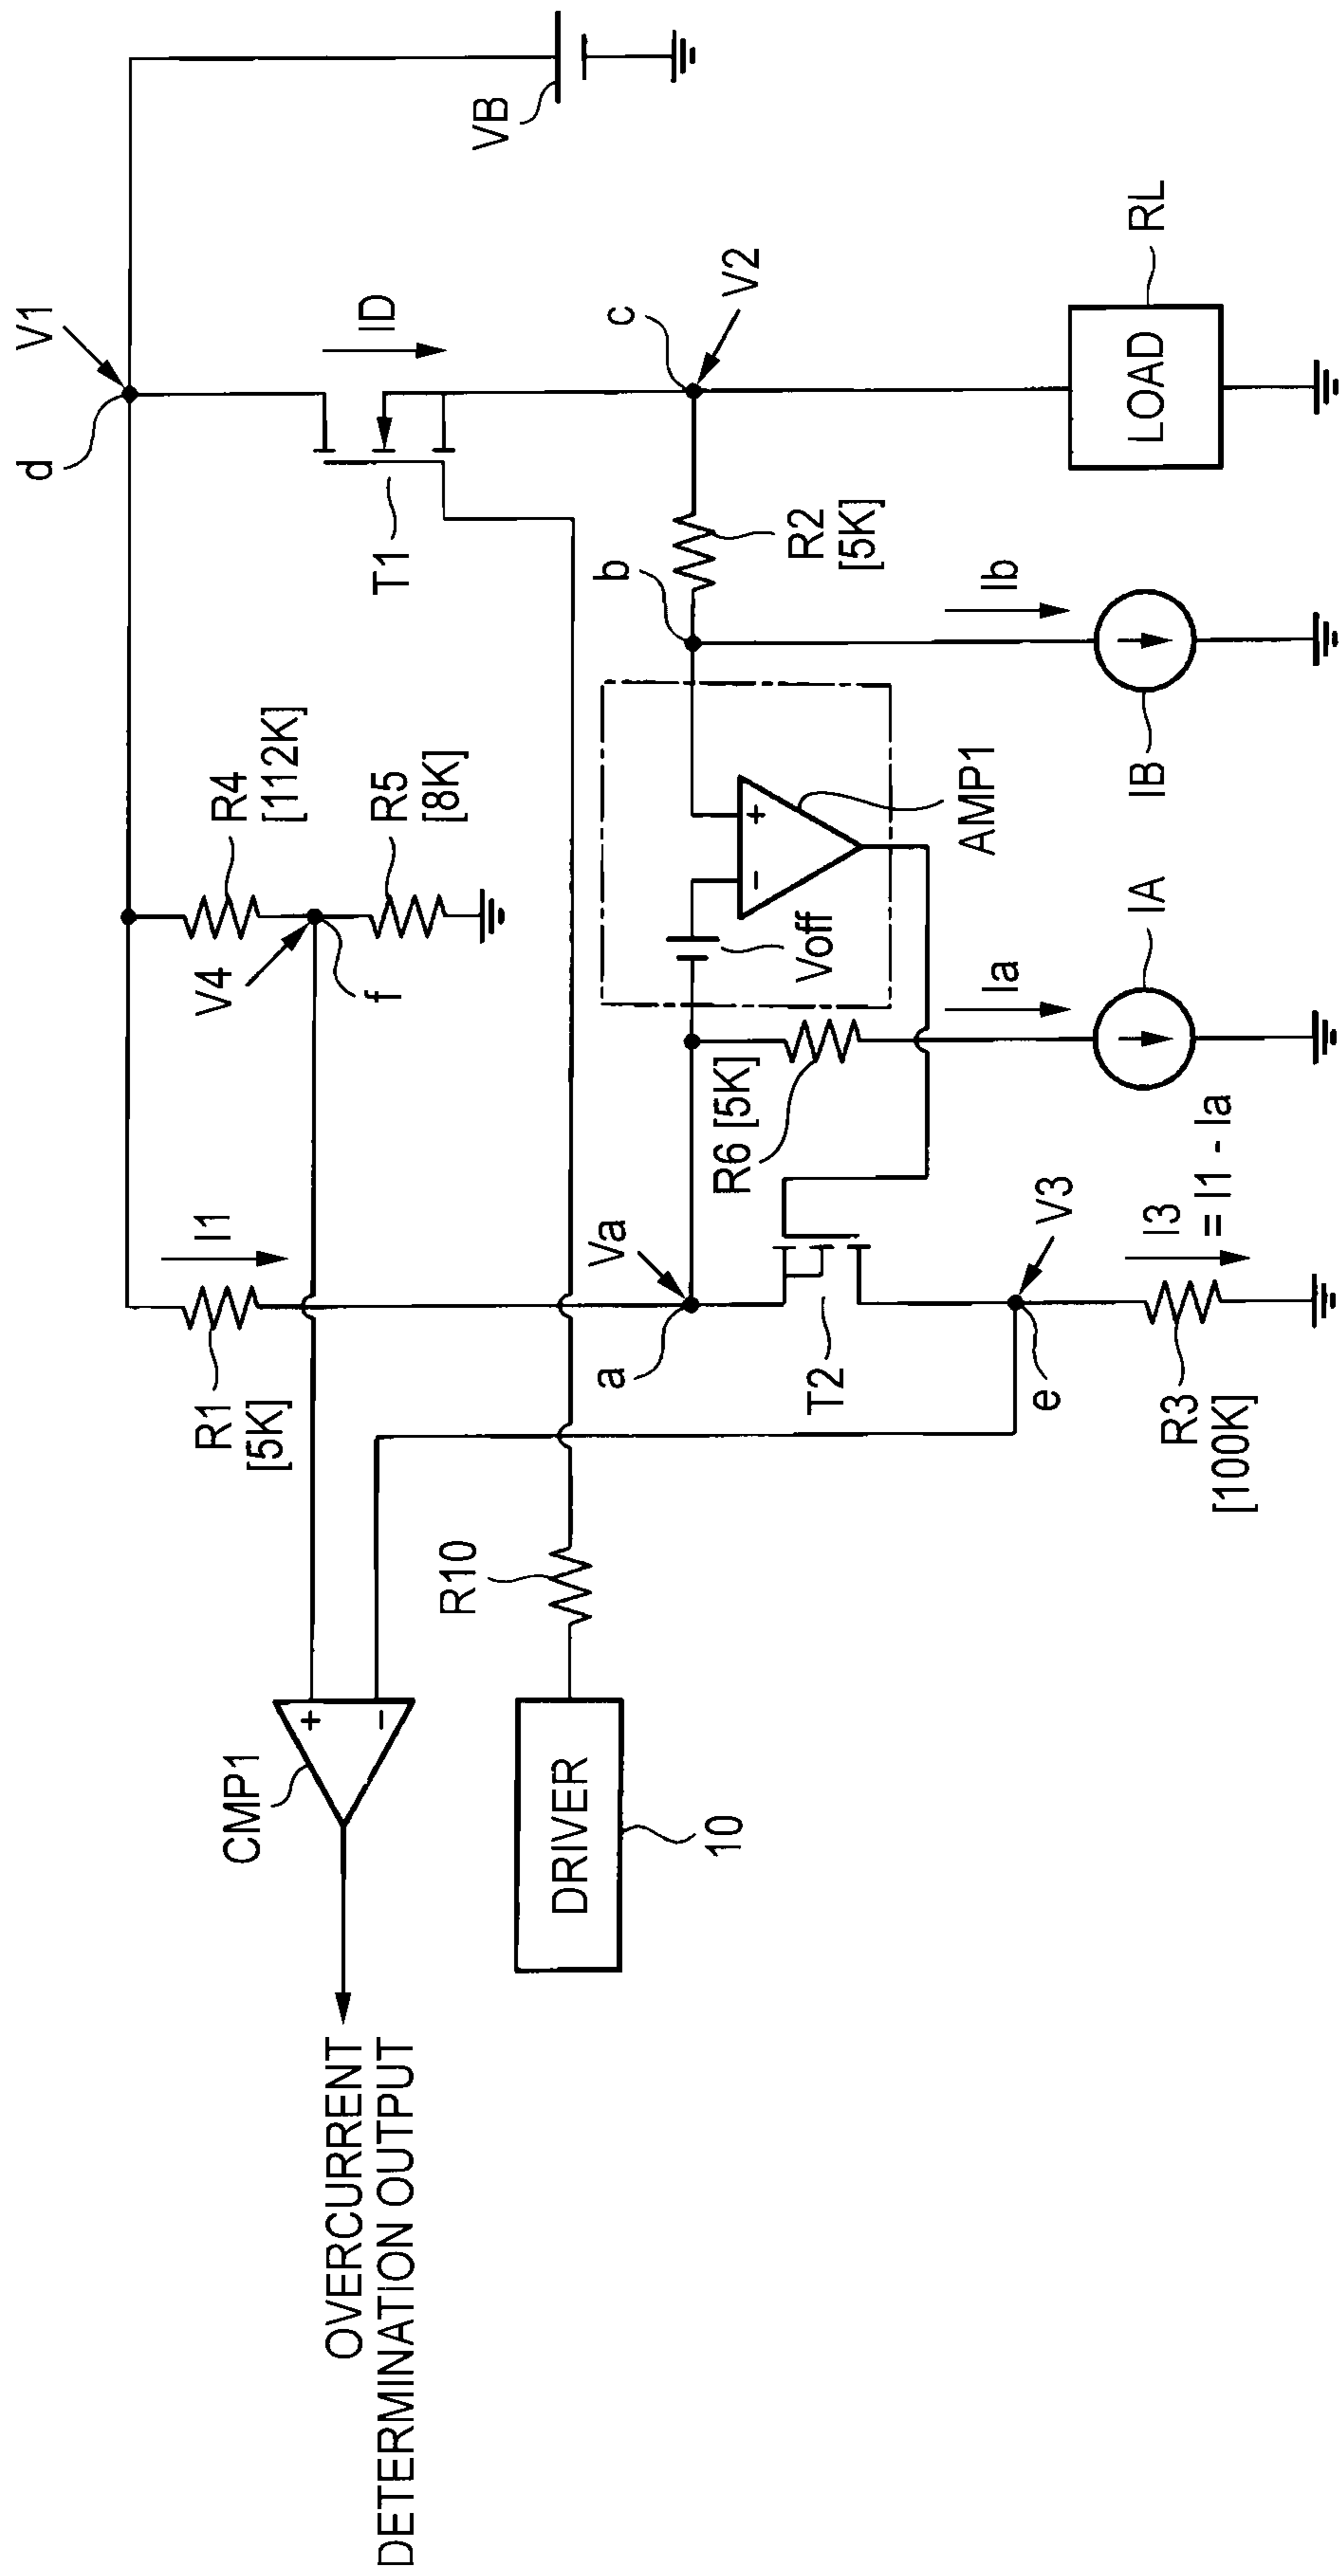 V1
d
VB
ID
T1
c
V2
RL
LOAD
R2
[5K]
b
Ib
IB
R4
[112K]
R5
[8K]
V4
f
+
−
AMP1
Voff
Ia
IA
R6 [5K]
I1
R1
[5K]
Va
a
T2
V3
e
I3
= I1 - Ia
R3
[100K]
R10
CMP1
+
−
DRIVER
10
OVERCURRENT
DETERMINATION OUTPUT